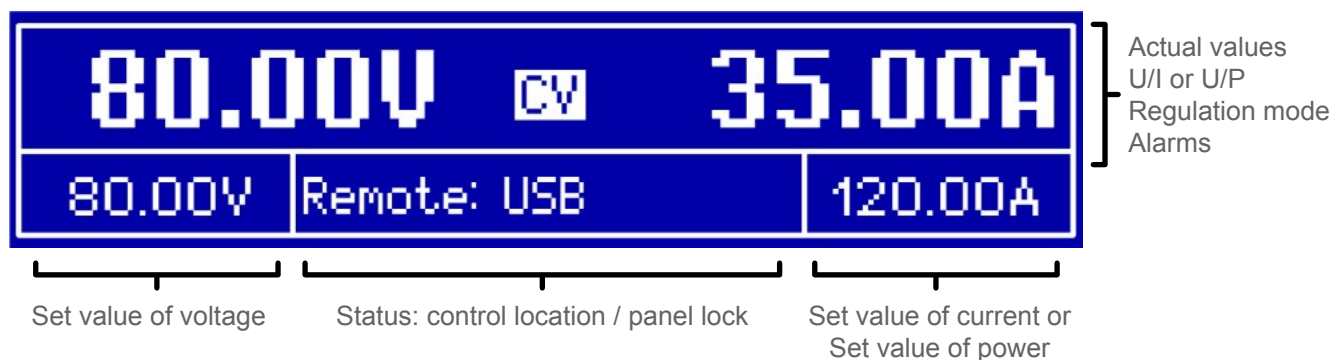 80.00V CV 35.00A
80.00V Remote: USB 120.00A
Actual values
U/I or U/P
Regulation mode
Alarms
Set value of voltage
Status: control location / panel lock
Set value of current or
Set value of power